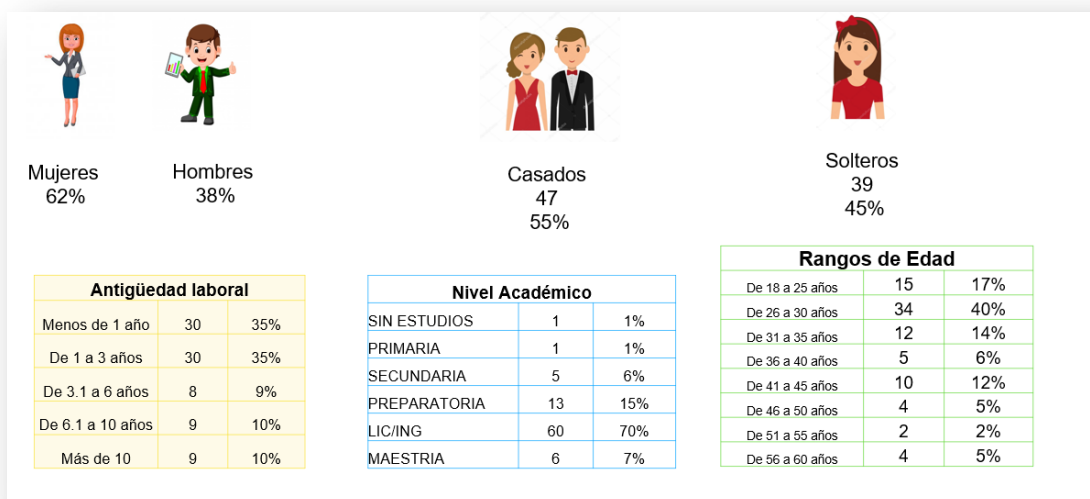 Mujeres
62%
Hombres
38%
Casados
47
55%
Solteros
39
45%
Antigüedad laboral
Menos de 1 año 30 35%
De 1 a 3 años 30 35%
De 3.1 a 6 años 8 9%
De 6.1 a 10 años 9 10%
Más de 10 9 10%
Nivel Académico
SIN ESTUDIOS 1 1%
PRIMARIA 1 1%
SECUNDARIA 5 6%
PREPARATORIA 13 15%
LIC/ING 60 70%
MAESTRIA 6 7%
Rangos de Edad
De 18 a 25 años 15 17%
De 26 a 30 años 34 40%
De 31 a 35 años 12 14%
De 36 a 40 años 5 6%
De 41 a 45 años 10 12%
De 46 a 50 años 4 5%
De 51 a 55 años 2 2%
De 56 a 60 años 4 5%